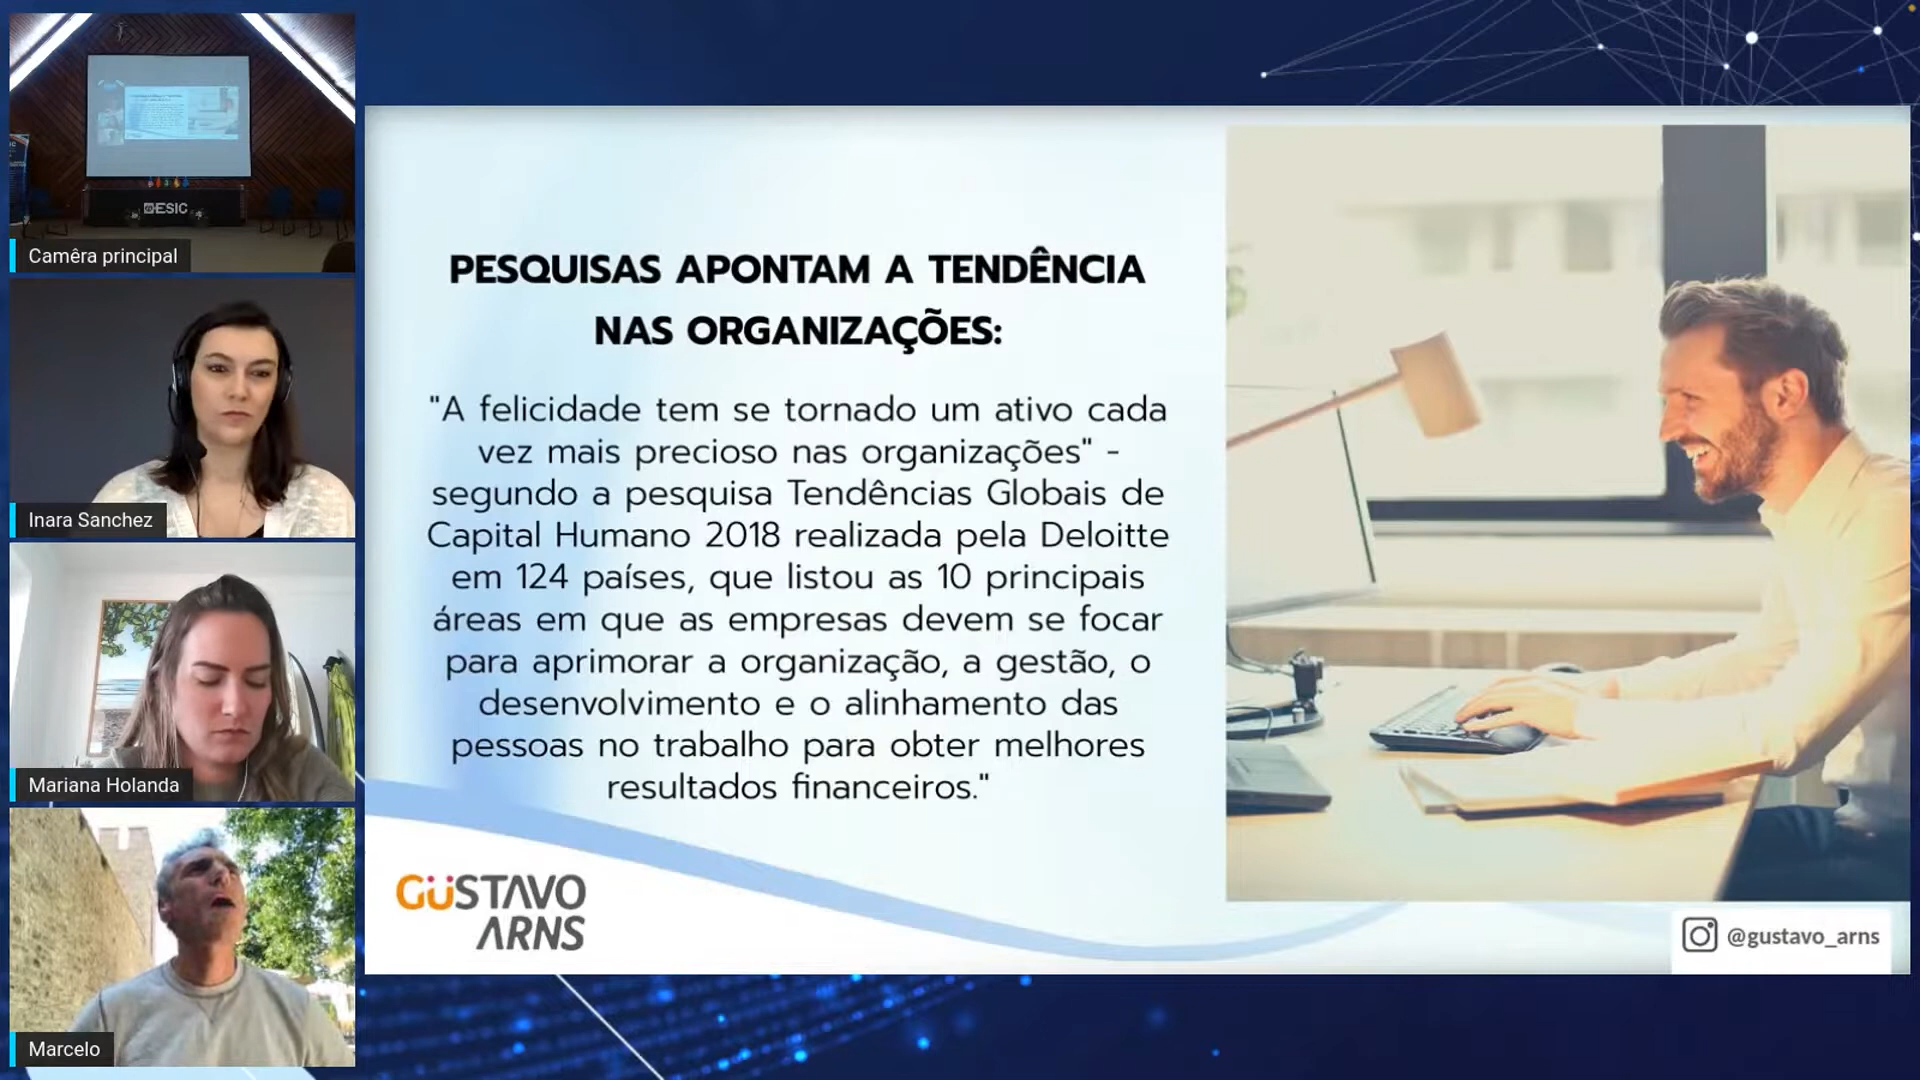 ESIC
Camêra principal
Inara Sanchez
Mariana Holanda
Marcelo
PESQUISAS APONTAM A TENDÊNCIA
NAS ORGANIZAÇÕES:
"A felicidade tem se tornado um ativo cada
vez mais precioso nas organizações" -
segundo a pesquisa Tendências Globais de
Capital Humano 2018 realizada pela Deloitte
em 124 países, que listou as 10 principais
áreas em que as empresas devem se focar
para aprimorar a organização, a gestão, o
desenvolvimento e o alinhamento das
pessoas no trabalho para obter melhores
resultados financeiros."
GÜSTAVO
ARNS
@gustavo_arns